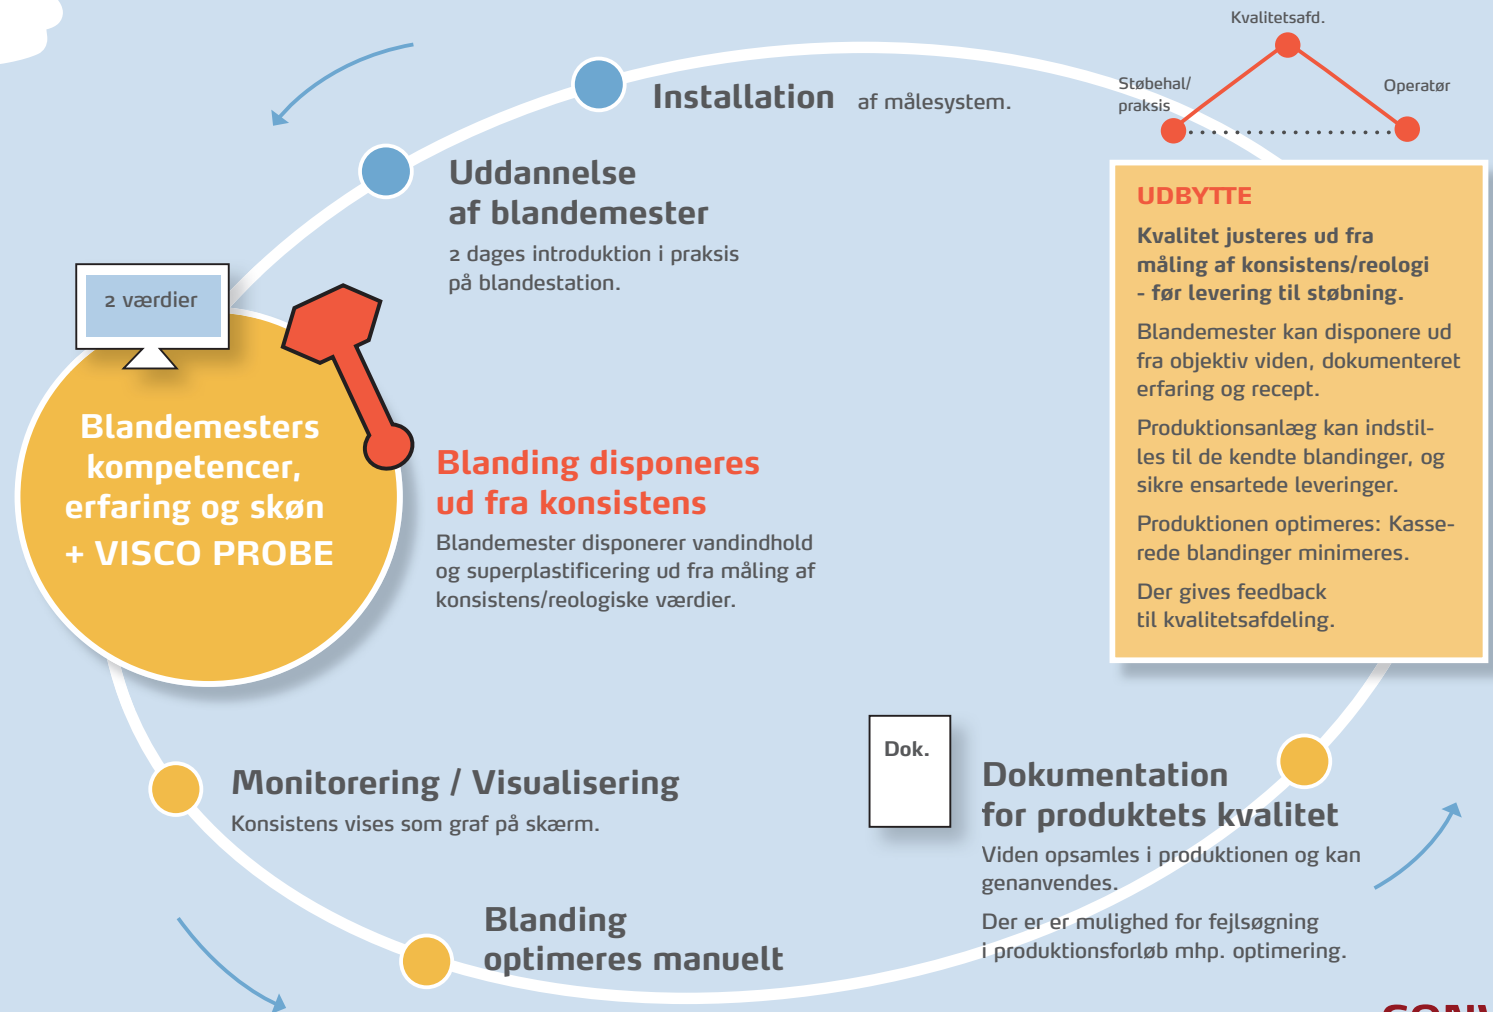 Kvalitetsafd.
Støbehal/
praksis
Operatør
Installation af målesystem.
Uddannelse
af blandemester
2 dages introduktion i praksis
på blandestation.
2 værdier
Blandemesters
kompetencer,
erfaring og skøn
+ VISCO PROBE
Blanding disponeres
ud fra konsistens
Blandemester disponerer vandindhold
og superplastificering ud fra måling af
konsistens/reologiske værdier.
UDBYTTE
Kvalitet justeres ud fra
måling af konsistens/reologi
- før levering til støbning.
Blandemester kan disponere ud
fra objektiv viden, dokumenteret
erfaring og recept.
Produktionsanlæg kan indstil-
les til de kendte blandinger, og
sikre ensartede leveringer.
Produktionen optimeres: Kasse-
rede blandinger minimeres.
Der gives feedback
til kvalitetsafdeling.
Monitorering / Visualisering
Konsistens vises som graf på skærm.
Blanding
optimeres manuelt
Dok.
Dokumentation
for produktets kvalitet
Viden opsamles i produktionen og kan
genanvendes.
Der er er mulighed for fejlsøgning
i produktionsforløb mhp. optimering.